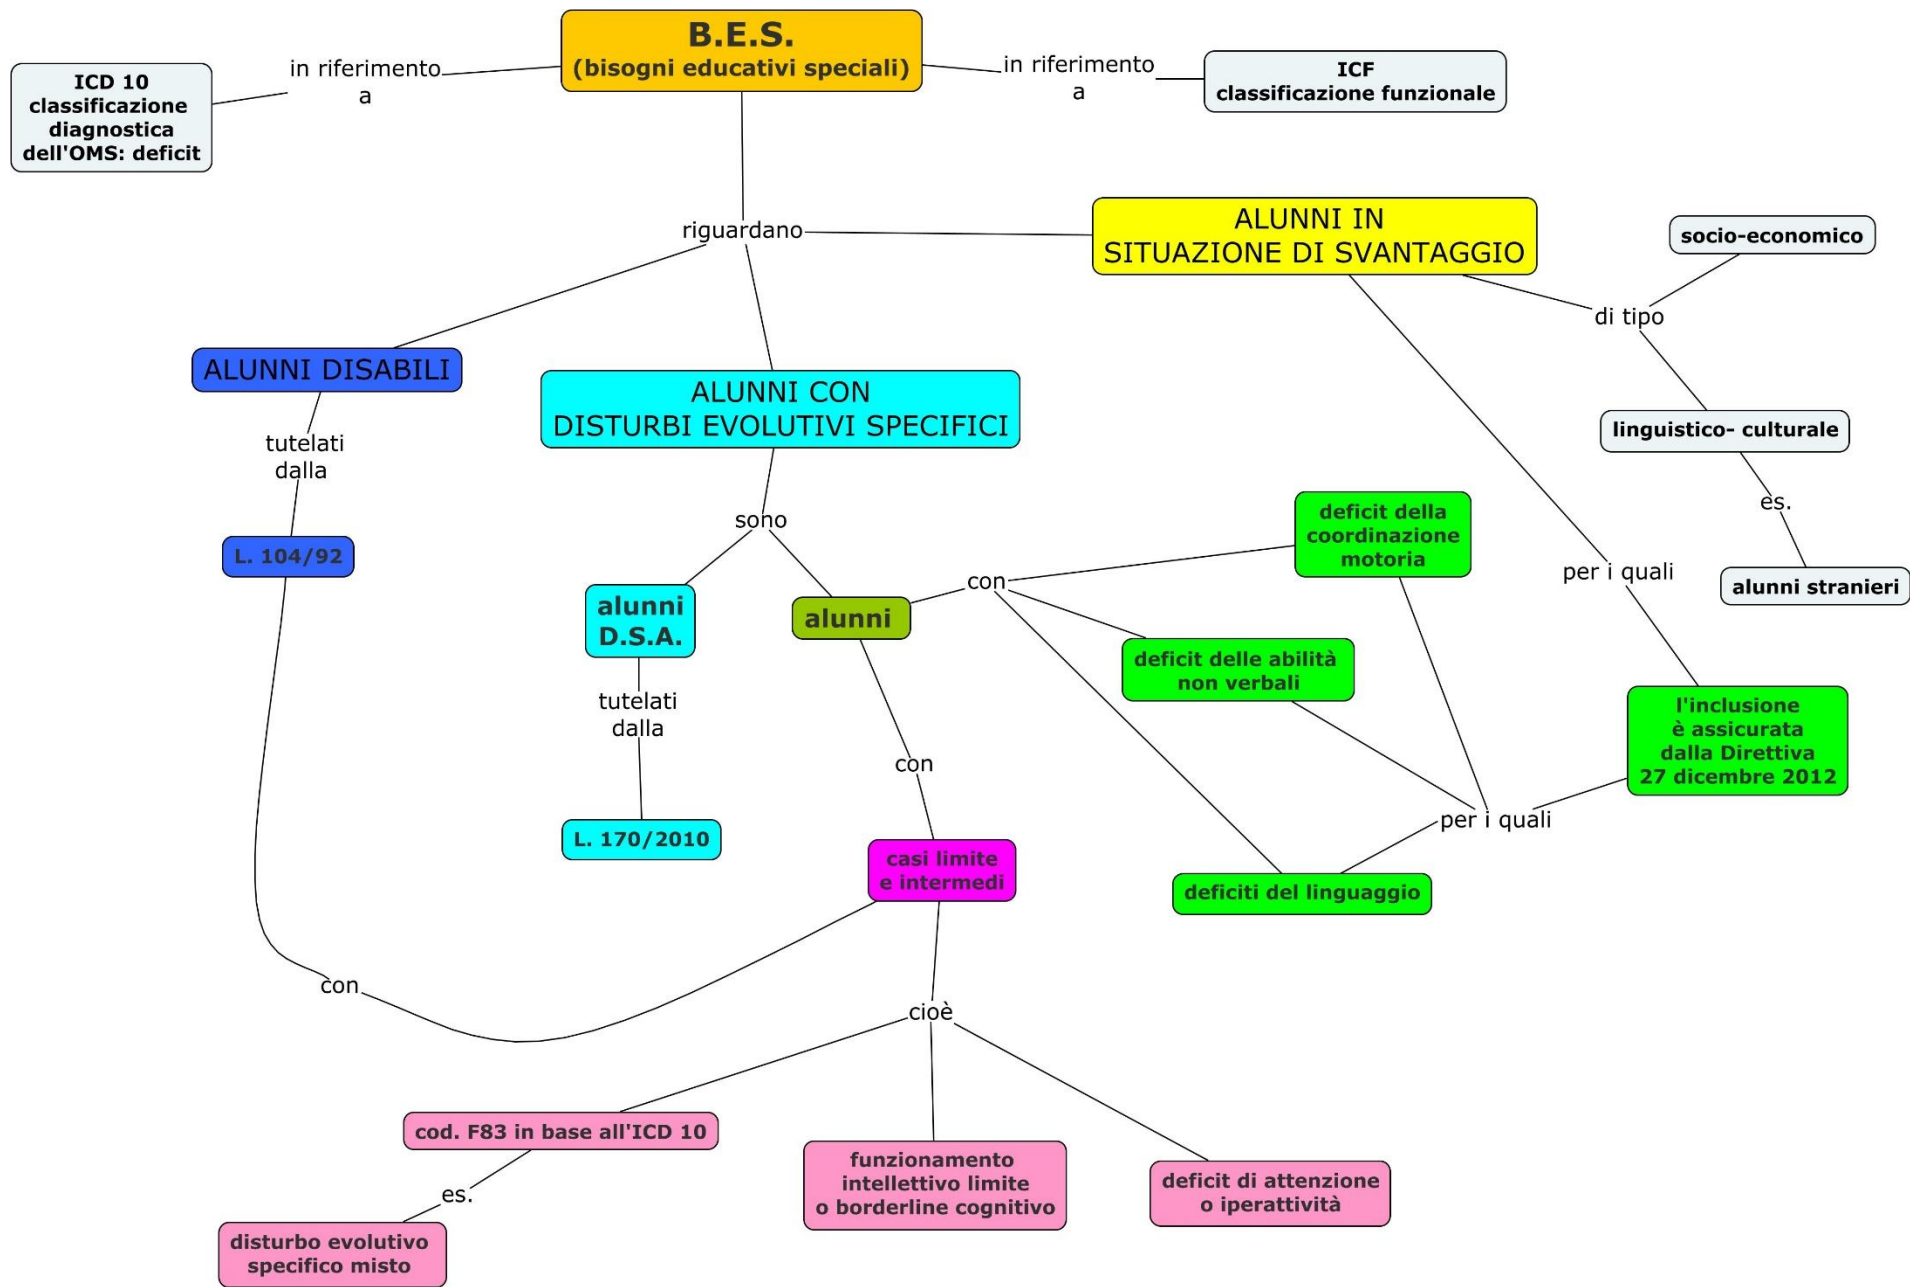 B.E.S.
(bisogni educativi speciali)
in riferimento
a
ICD 10
classificazione
diagnostica
dell'OMS: deficit
in riferimento
a
ICF
classificazione funzionale
riguardano
ALUNNI IN
SITUAZIONE DI SVANTAGGIO
socio-economico
di tipo
ALUNNI DISABILI
ALUNNI CON
DISTURBI EVOLUTIVI SPECIFICI
linguistico- culturale
tutelati
dalla
es.
sono
deficit della
coordinazione
motoria
L. 104/92
per i quali
alunni stranieri
alunni
D.S.A.
alunni
con
deficit delle abilità
non verbali
tutelati
dalla
l'inclusione
è assicurata
dalla Direttiva
27 dicembre 2012
con
per i quali
L. 170/2010
casi limite
e intermedi
deficiti del linguaggio
con
cioè
cod. F83 in base all'ICD 10
funzionamento
intellettivo limite
o borderline cognitivo
deficit di attenzione
o iperattività
es.
disturbo evolutivo
specifico misto